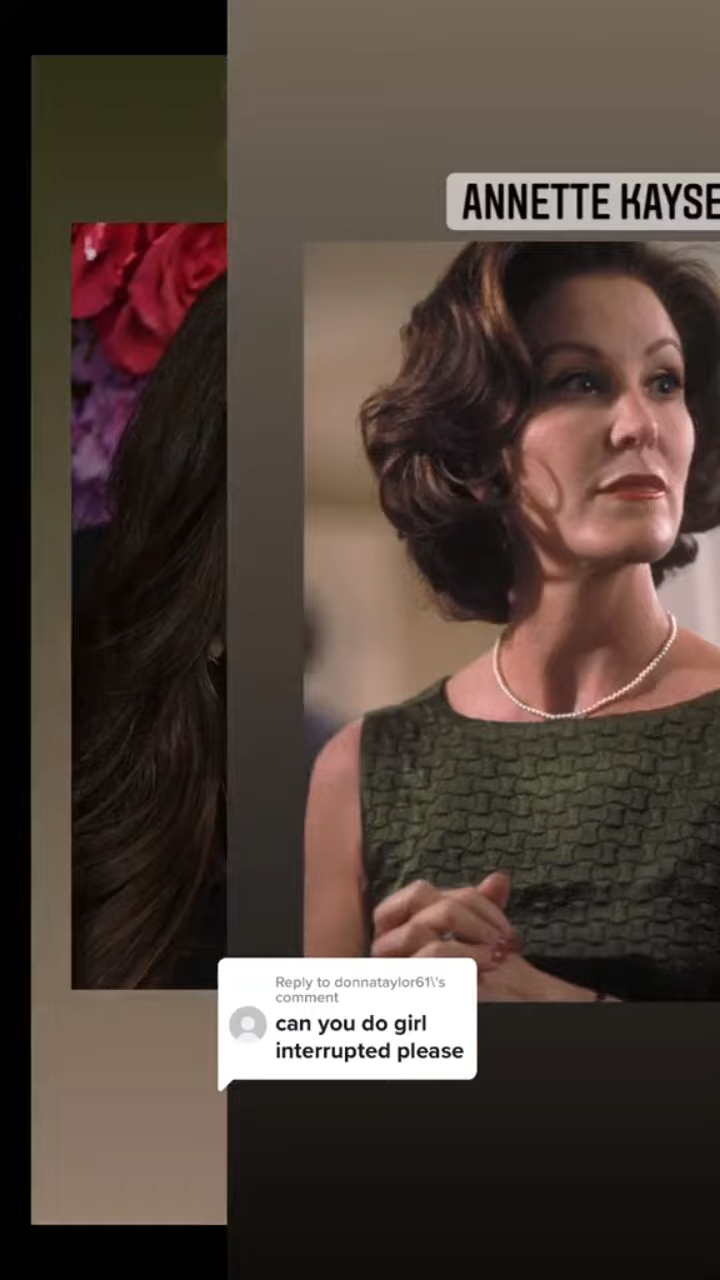 ANNETTE KAYSE
Reply to donnataylor61\'s
comment
can you do girl
interrupted please